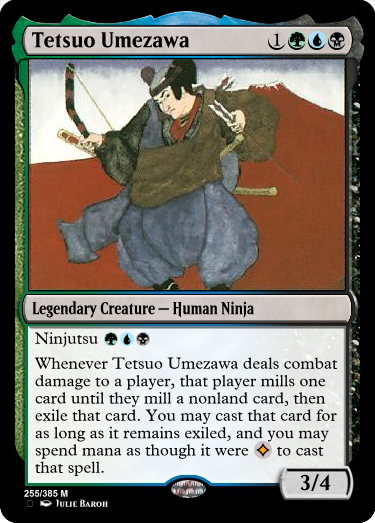 Tetsuo Umezawa 1
Legendary Creature — Human Ninja
Ninjutsu
Whenever Tetsuo Umezawa deals combat
damage to a player, that player mills one
card until they mill a nonland card, then
exile that card. You may cast that card for
as long as it remains exiled, and you may
spend mana as though it were to cast
that spell.
3/4
255/385 M
Julie Baroh